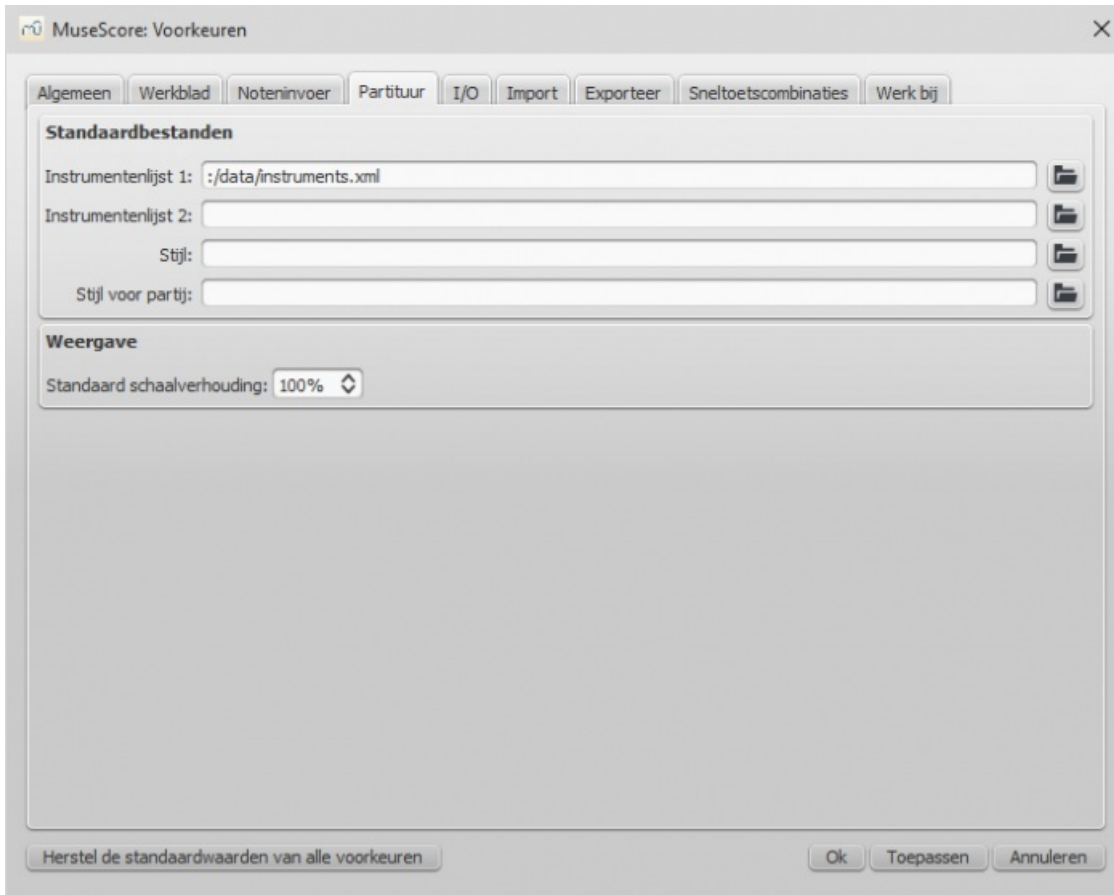 MuseScore: Voorkeuren
Algemeen Werkblad Noteninvoer Partituur I/O Import Exporteer Sneltoetscombinaties Werk bij
Standaardbestanden
Instrumentenlijst 1: :/data/instruments.xml
Instrumentenlijst 2:
Stijl:
Stijl voor partij:
Weergave
Standaard schaalverhouding: 100%
Herstel de standaardwaarden van alle voorkeuren Ok Toepassen Annuleren